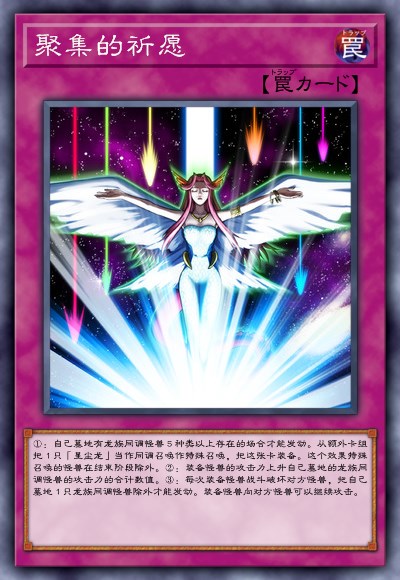 聚集的祈愿
罠
トラップ
【罠カード】
トラップ
①：自己墓地有龙族同调怪兽5种类以上存在的场合才能发动。从额外卡组
把1只「星尘龙」当作同调召唤作特殊召唤，把这张卡装备。这个效果特殊
召唤的怪兽在结束阶段除外。②：装备怪兽的攻击力上升自己墓地的龙族同
调怪兽的攻击力的合计数值。③：每次装备怪兽战斗破坏对方怪兽，把自己
墓地1只龙族同调怪兽除外才能发动。装备怪兽向对方怪兽可以继续攻击。